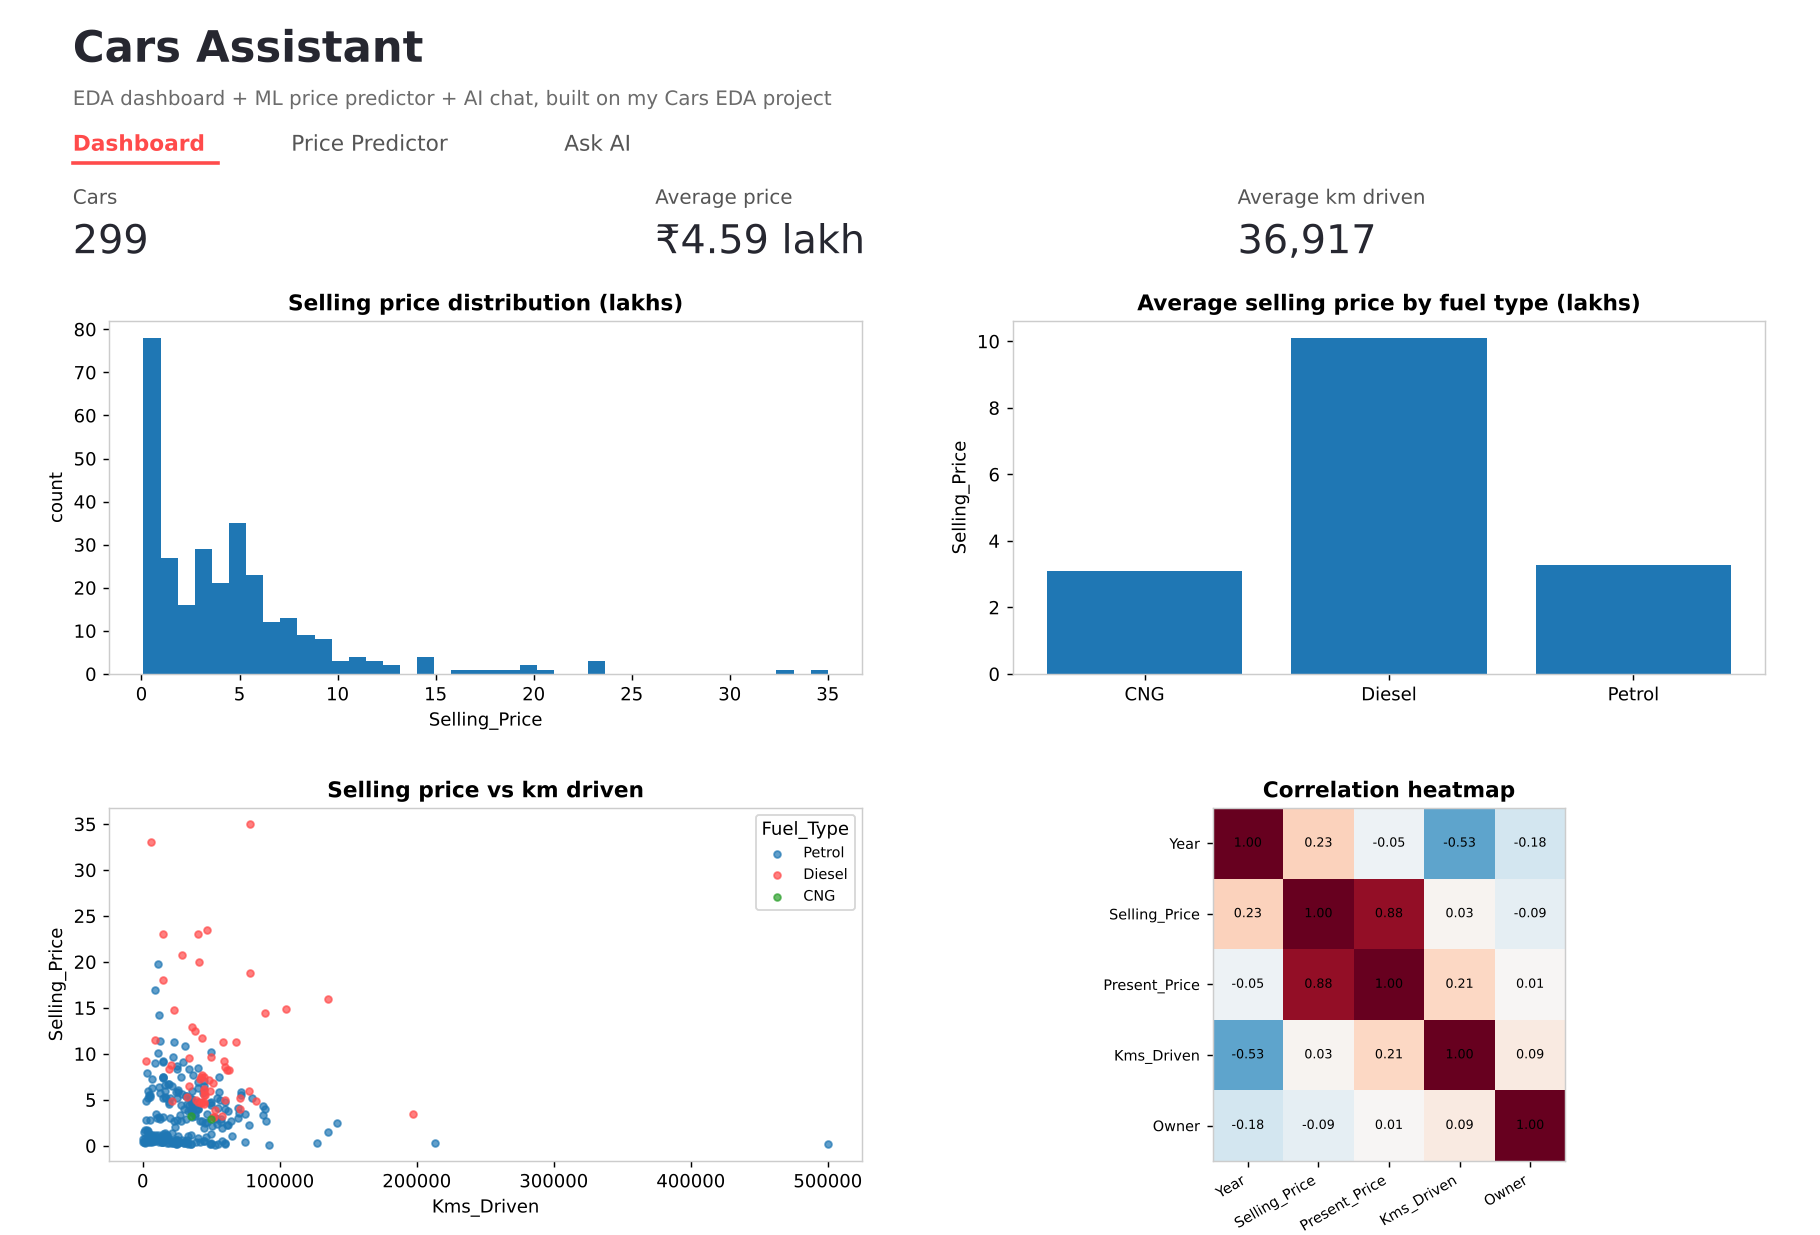 Cars Assistant
EDA dashboard + ML price predictor + AI chat, built on my Cars EDA project
Dashboard Price Predictor Ask AI
Cars Average price Average km driven
299 ₹4.59 lakh 36,917
Selling price distribution (lakhs)
80
70
60
50
40
30
20
10
0
count
0 5 10 15 20 25 30 35
Selling_Price
Average selling price by fuel type (lakhs)
10
8
6
4
2
0
Selling_Price
CNG Diesel Petrol
Selling price vs km driven
35
30
25
20
15
10
5
0
Selling_Price
Fuel_Type
Petrol
Diesel
CNG
0 100000 200000 300000 400000 500000
Kms_Driven
Correlation heatmap
Year 1.00 0.23 -0.05 -0.53 -0.18
Selling_Price 0.23 1.00 0.88 0.03 -0.09
Present_Price -0.05 0.88 1.00 0.21 0.01
Kms_Driven -0.53 0.03 0.21 1.00 0.09
Owner -0.18 -0.09 0.01 0.09 1.00
Year Selling_Price Present_Price Kms_Driven Owner